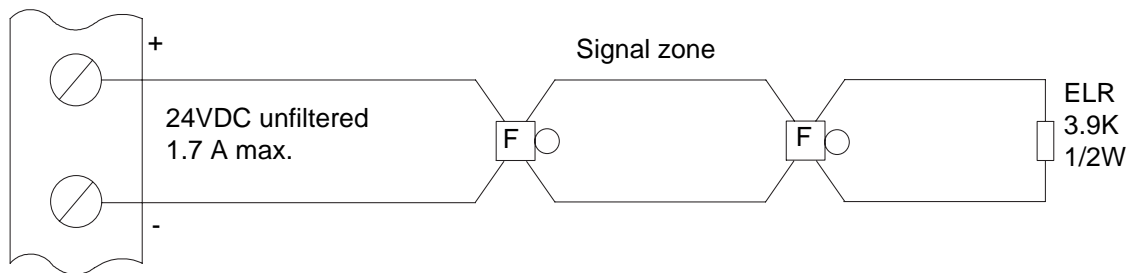 +
Signal zone
24VDC unfiltered
1.7 A max.
F
F
ELR
3.9K
1/2W
-